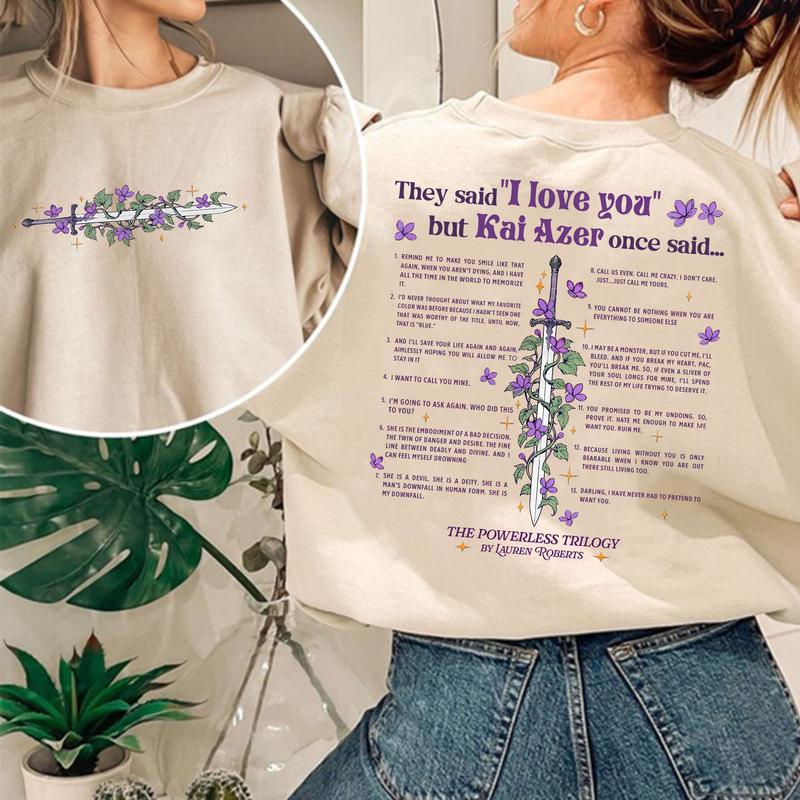 They said "I love you"
but Kai Azer once said...
1. REMIND ME TO MAKE YOU SMILE LIKE THAT
AGAIN, WHEN YOU AREN'T DYING, AND I HAVE
ALL THE TIME IN THE WORLD TO MEMORIZE
IT.
2. I'D NEVER THOUGHT ABOUT WHAT MY FAVORITE
COLOR WAS BEFORE BECAUSE I HADN'T SEEN ONE
THAT WAS WORTHY OF THE TITLE. UNTIL NOW,
THAT IS "BLUE."
3. AND I'LL SAVE YOUR LIFE AGAIN AND AGAIN,
AIMLESSLY HOPING YOU WILL ALLOW ME TO
STAY IN IT
4. I WANT TO CALL YOU MINE.
5. I'M GOING TO ASK AGAIN. WHO DID THIS
TO YOU?
6. SHE IS THE EMBODIMENT OF A BAD DECISION.
THE TWIN OF DANGER AND DESIRE. THE FINE
LINE BETWEEN DEADLY AND DIVINE. AND I
CAN FEEL MYSELF DROWNING
7. SHE IS A DEVIL. SHE IS A DEITY. SHE IS A
MAN'S DOWNFALL IN HUMAN FORM. SHE IS
MY DOWNFALL.
8. CALL US EVEN. CALL ME CRAZY. I DON'T CARE.
JUST....JUST CALL ME YOURS.
9. YOU CANNOT BE NOTHING WHEN YOU ARE
EVERYTHING TO SOMEONE ELSE
10. I MAY BE A MONSTER, BUT IF YOU CUT ME, I'LL
BLEED. AND IF YOU BREAK MY HEART, PAC,
YOU'LL BREAK ME. SO, IF EVEN A SLIVER OF
YOUR SOUL LONGS FOR MINE, I'LL SPEND
THE REST OF MY LIFE TRYING TO DESERVE IT.
11. YOU PROMISED TO BE MY UNDOING. SO,
PROVE IT. HATE ME ENOUGH TO MAKE ME
WANT YOU. RUIN ME.
12. BECAUSE LIVING WITHOUT YOU IS ONLY
BEARABLE WHEN I KNOW YOU ARE OUT
THERE STILL LIVING TOO.
13. DARLING, I HAVE NEVER HAD TO PRETEND TO
WANT YOU.
THE POWERLESS TRILOGY
BY LAUREN ROBERTS